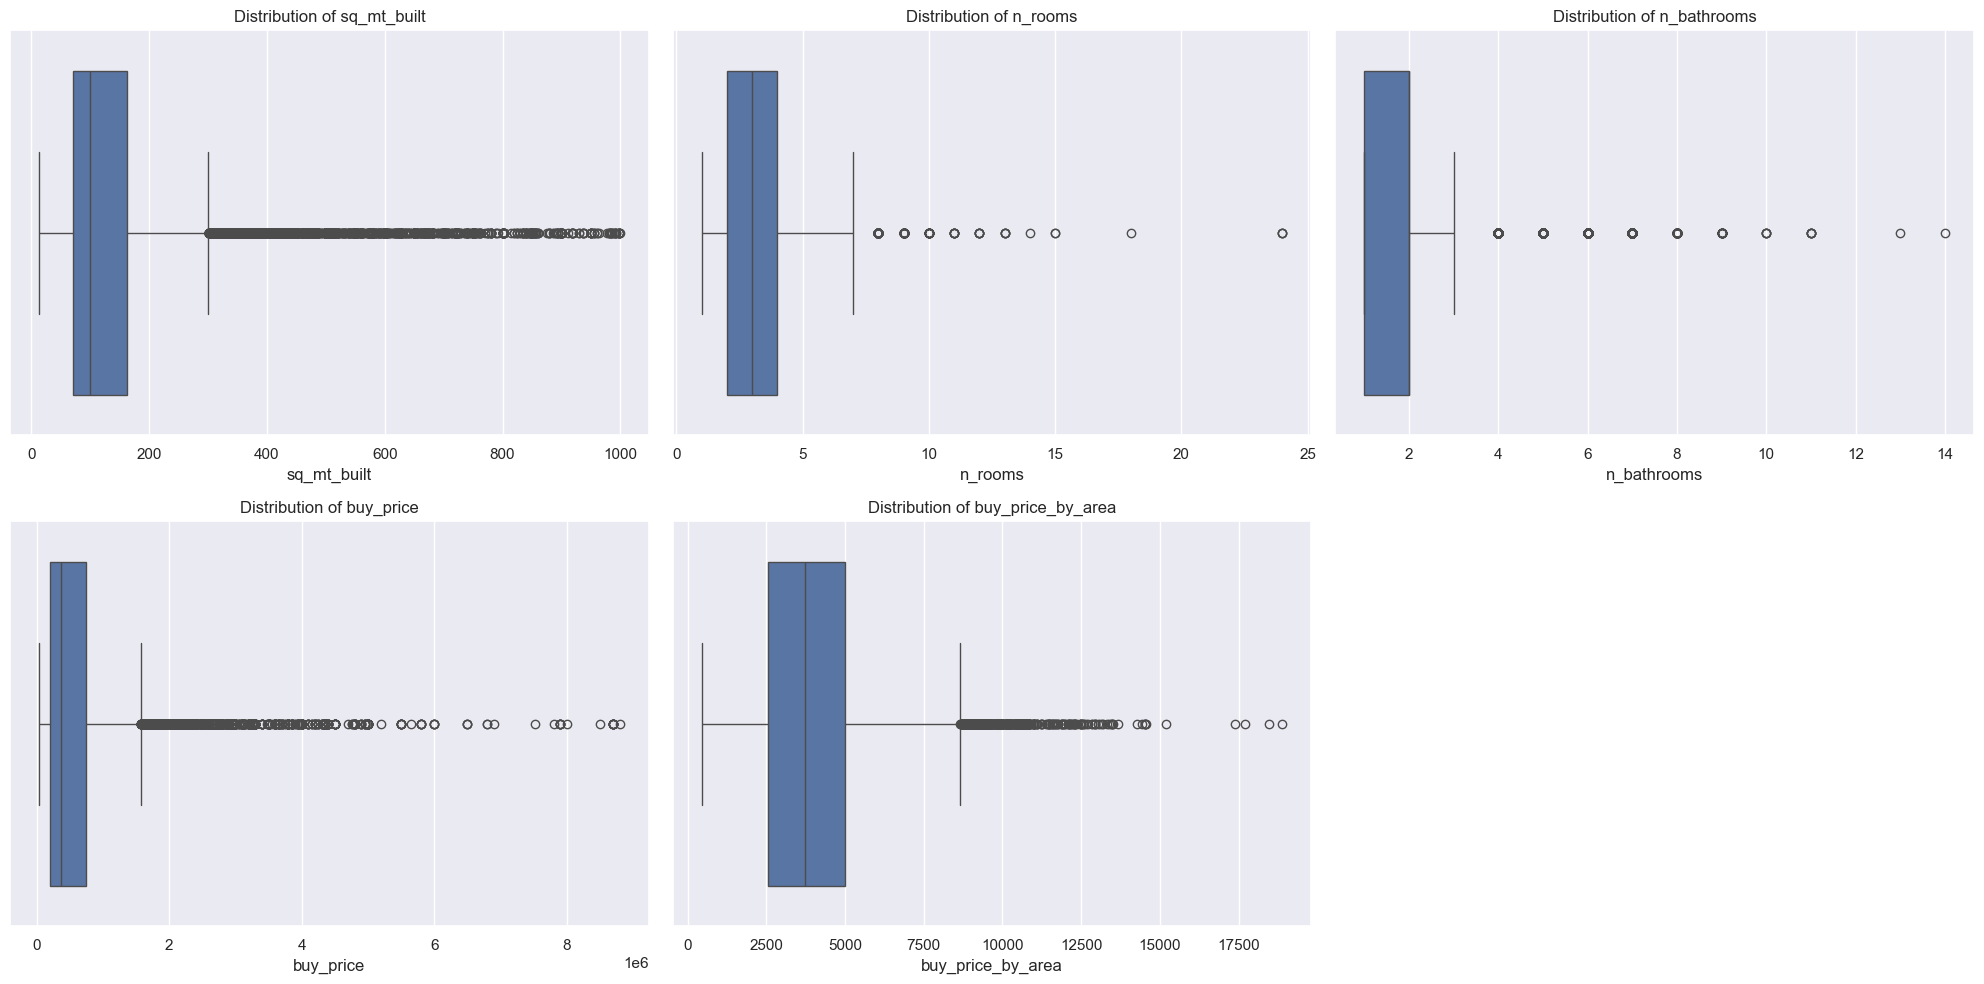 Distribution of sq_mt_built
Distribution of n_rooms
Distribution of n_bathrooms
0 200 400 600 800 1000
0 5 10 15 20 25
2 4 6 8 10 12 14
sq_mt_built
n_rooms
n_bathrooms
Distribution of buy_price
Distribution of buy_price_by_area
0 2 4 6 8
1e6
0 2500 5000 7500 10000 12500 15000 17500
buy_price
buy_price_by_area